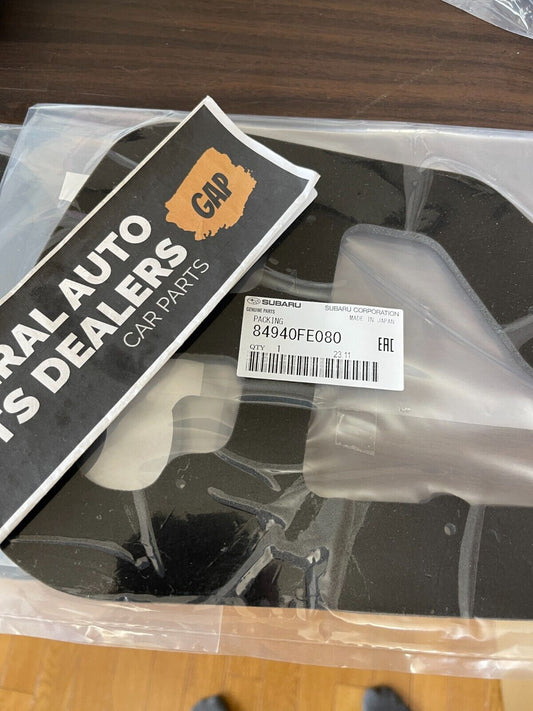 GAP
RAL AUTO
TS DEALERS
CAR PARTS
SUBARU
SUBARU CORPORATION
GENUINE PARTS
MADE IN JAPAN
PACKING
84940FE080
QTY 1
23.11
EAC